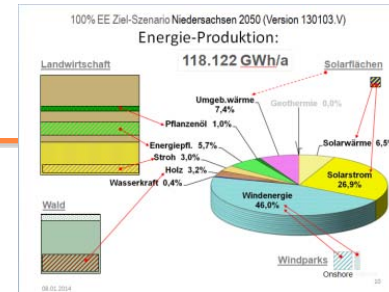 100% EE Ziel-Szenario Niedersachsen 2050 (Version 130103.V)
Energie-Produktion:
Landwirtschaft
118.122 GWh/a
Solarflächen
Umgeb.wärme
7,4%
Geothermie 0,0%
Pflanzenöl 1,0%
Solarwärme 6,5%
Energiepfl. 5,7%
Stroh 3,0%
Holz 3,2%
Wasserkraft 0,4%
Solarstrom
26,9%
Windenergie
46,0%
Wald
Windparks
Onshore
08.01.2014
10